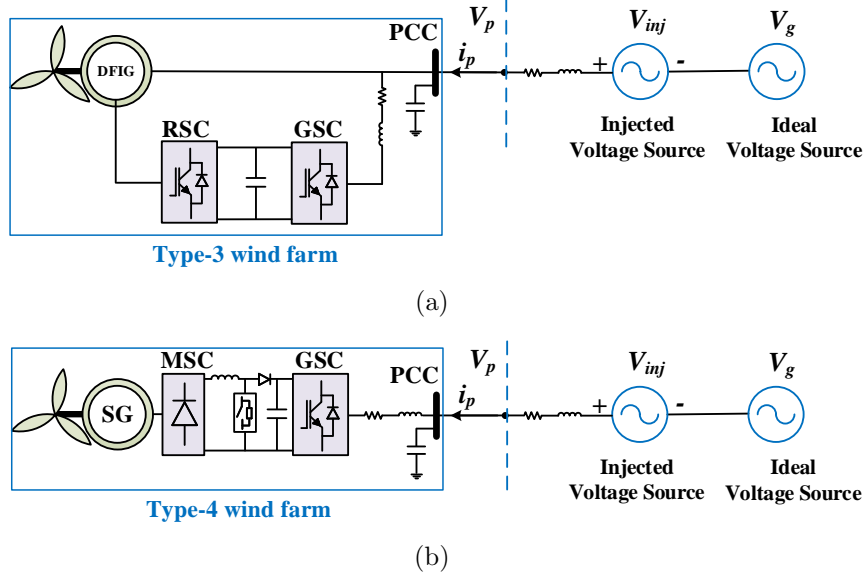 V_p
V_inj
V_g
PCC
i_p
DFIG
+
-
RSC
GSC
Injected
Voltage Source
Ideal
Voltage Source
Type-3 wind farm
(a)
MSC
GSC
V_p
V_inj
V_g
PCC
i_p
SG
+
-
Injected
Voltage Source
Ideal
Voltage Source
Type-4 wind farm
(b)